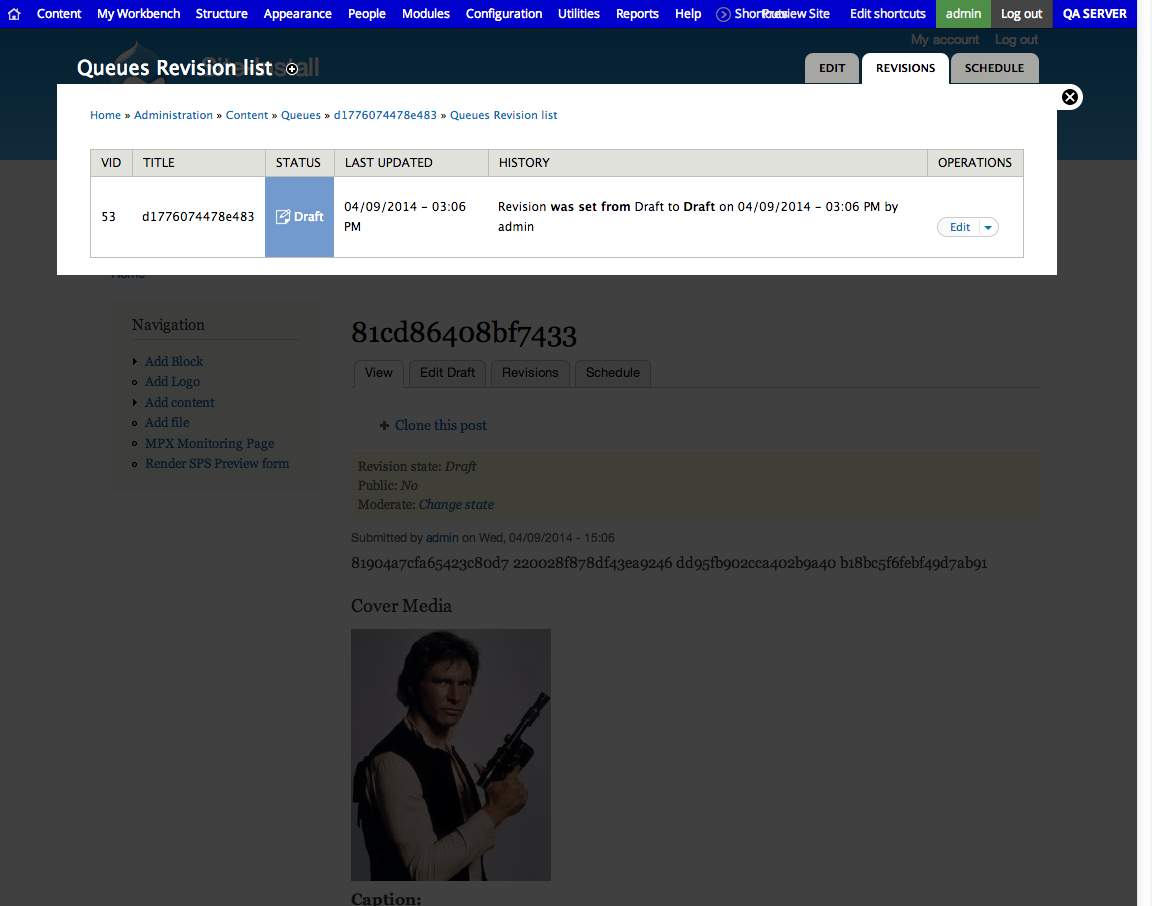 Content My Workbench Structure Appearance People Modules Configuration Utilities Reports Help Shortcuts Preview Site Edit shortcuts admin Log out QA SERVER
My account Log out
Site-Install
Queues Revision list
EDIT REVISIONS SCHEDULE
Home » Administration » Content » Queues » d1776074478e483 » Queues Revision list
VID TITLE STATUS LAST UPDATED HISTORY OPERATIONS
53 d1776074478e483 Draft 04/09/2014 – 03:06 PM Revision was set from Draft to Draft on 04/09/2014 – 03:06 PM by admin Edit
Home
Navigation
Add Block
Add Logo
Add content
Add file
MPX Monitoring Page
Render SPS Preview form
81cd86408bf7433
View Edit Draft Revisions Schedule
Clone this post
Revision state: Draft
Public: No
Moderate: Change state
Submitted by admin on Wed, 04/09/2014 - 15:06
81904a7cfa65423c80d7 220028f878df43ea9246 dd95fb902cca402b9a40 b18bc5f6febf49d7ab91
Cover Media
Caption: